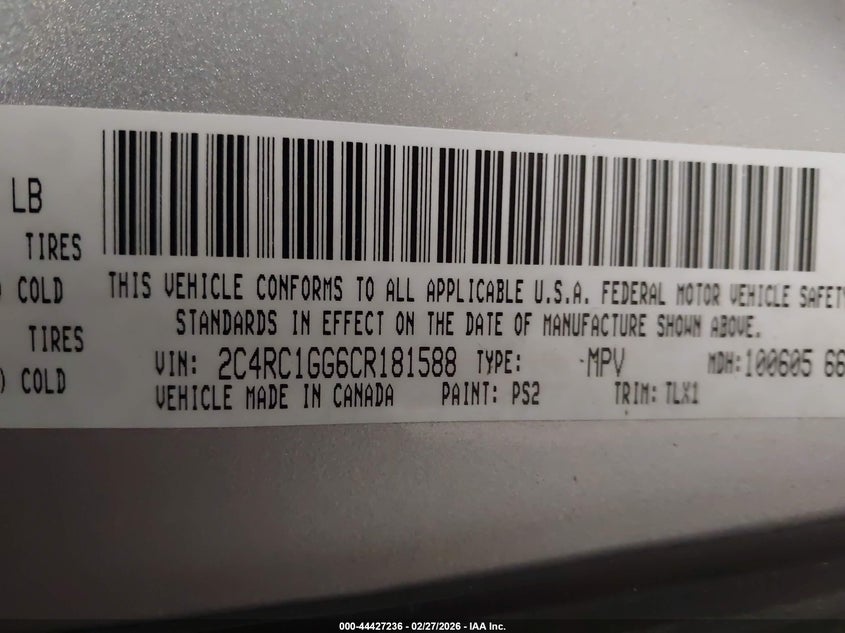 LB
TIRES
) COLD
TIRES
) COLD
THIS VEHICLE CONFORMS TO ALL APPLICABLE U.S.A. FEDERAL MOTOR VEHICLE SAFETY
STANDARDS IN EFFECT ON THE DATE OF MANUFACTURE SHOWN ABOVE.
VIN: 2C4RC1GG6CR181588 TYPE: MPV MDH:100605 66
VEHICLE MADE IN CANADA PAINT: PS2 TRIM: TLX1
000-44427236 - 02/27/2026 - IAA Inc.